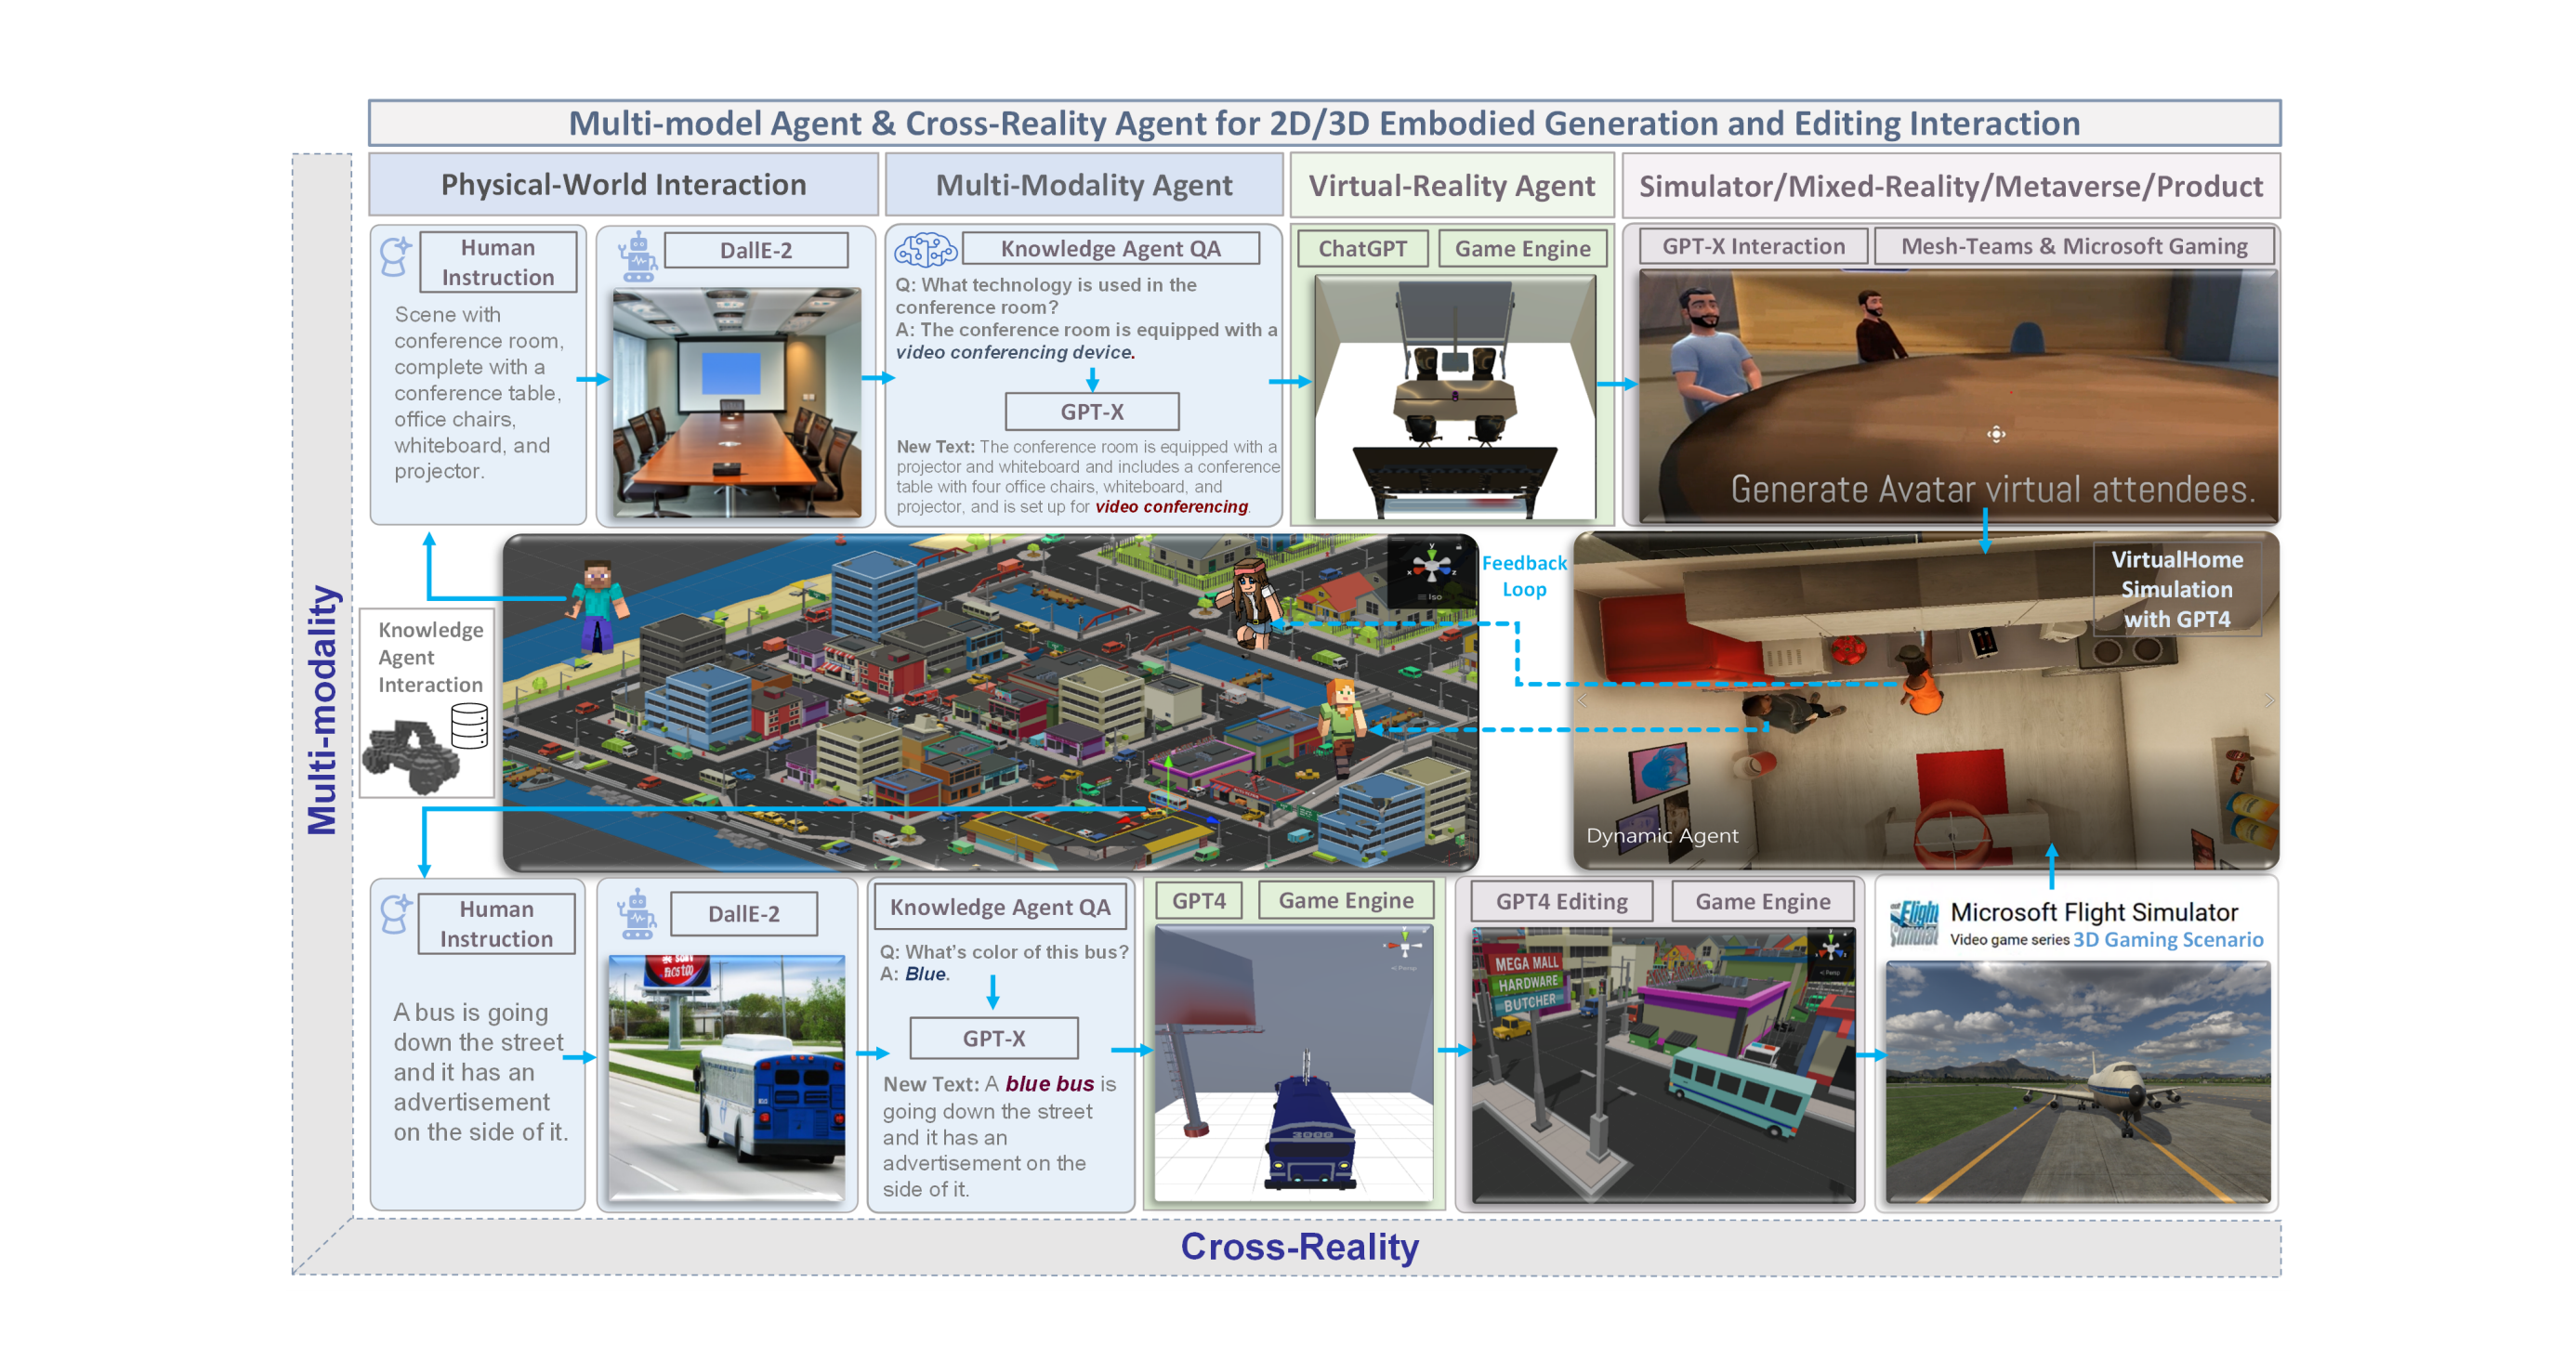 Multi-model Agent & Cross-Reality Agent for 2D/3D Embodied Generation and Editing Interaction
Physical-World Interaction
Multi-Modality Agent
Virtual-Reality Agent
Simulator/Mixed-Reality/Metaverse/Product
Human
Instruction
Scene with
conference room,
complete with a
conference table,
office chairs,
whiteboard, and
projector.
DallE-2
Knowledge Agent QA
Q: What technology is used in the
conference room?
A: The conference room is equipped with a
video conferencing device.
GPT-X
New Text: The conference room is equipped with a
projector and whiteboard and includes a conference
table with four office chairs, whiteboard, and
projector, and is set up for video conferencing.
ChatGPT
Game Engine
GPT-X Interaction
Mesh-Teams & Microsoft Gaming
Generate Avatar virtual attendees.
Multi-modality
Knowledge
Agent
Interaction
y
x
z
Iso
Feedback
Loop
VirtualHome
Simulation
with GPT4
Dynamic Agent
Human
Instruction
A bus is going
down the street
and it has an
advertisement
on the side of it.
DallE-2
Knowledge Agent QA
Q: What's color of this bus?
A: Blue.
GPT-X
New Text: A blue bus is
going down the street
and it has an
advertisement on the
side of it.
GPT4
Game Engine
Persp
3000
GPT4 Editing
Game Engine
MEGA MALL
HARDWARE
BUTCHER
Persp
Flight
Simulator
Microsoft Flight Simulator
Video game series 3D Gaming Scenario
Cross-Reality